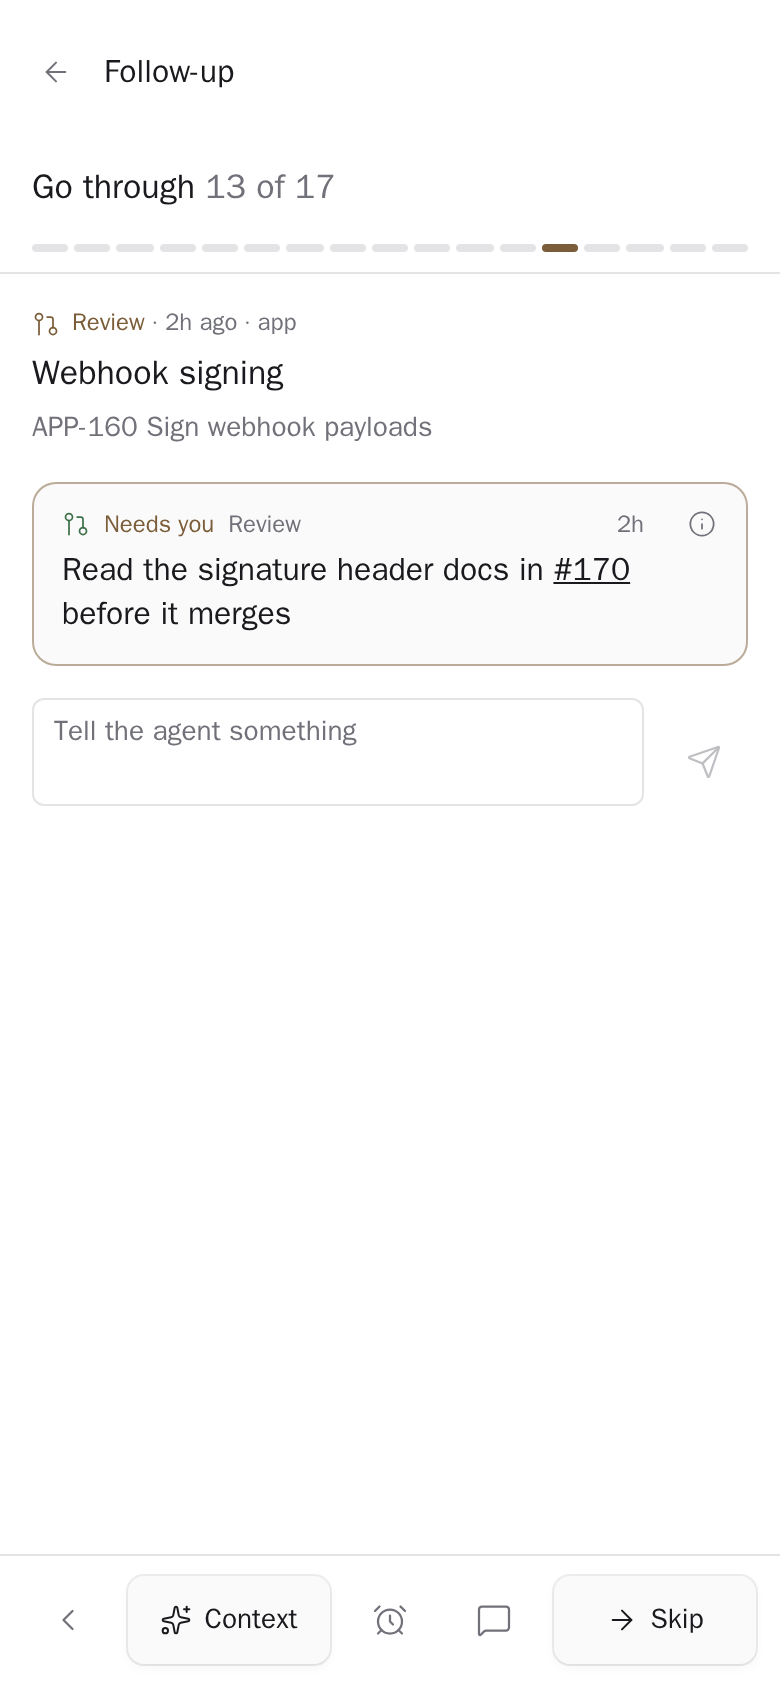 Follow-up
Go through 13 of 17
Review · 2h ago · app
Webhook signing
APP-160 Sign webhook payloads
Needs you Review 2h
Read the signature header docs in #170
before it merges
Tell the agent something
Context
Skip